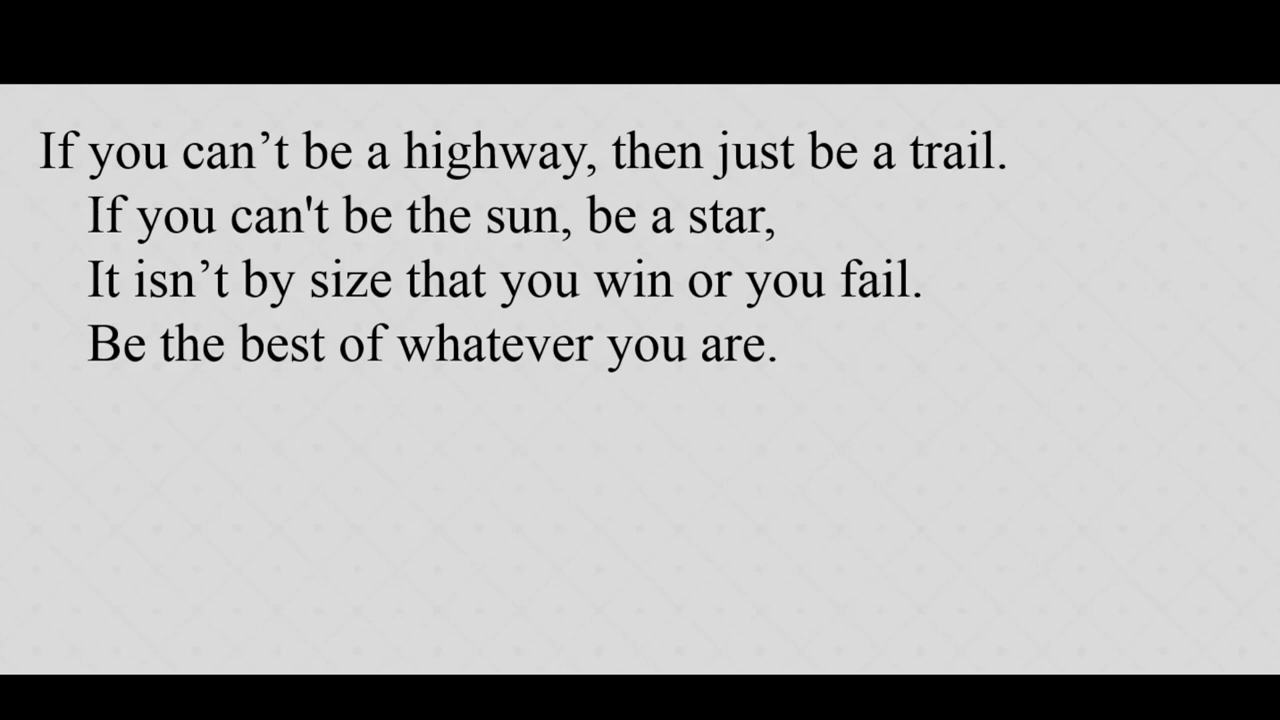 If you can’t be a highway, then just be a trail.
If you can't be the sun, be a star,
It isn’t by size that you win or you fail.
Be the best of whatever you are.